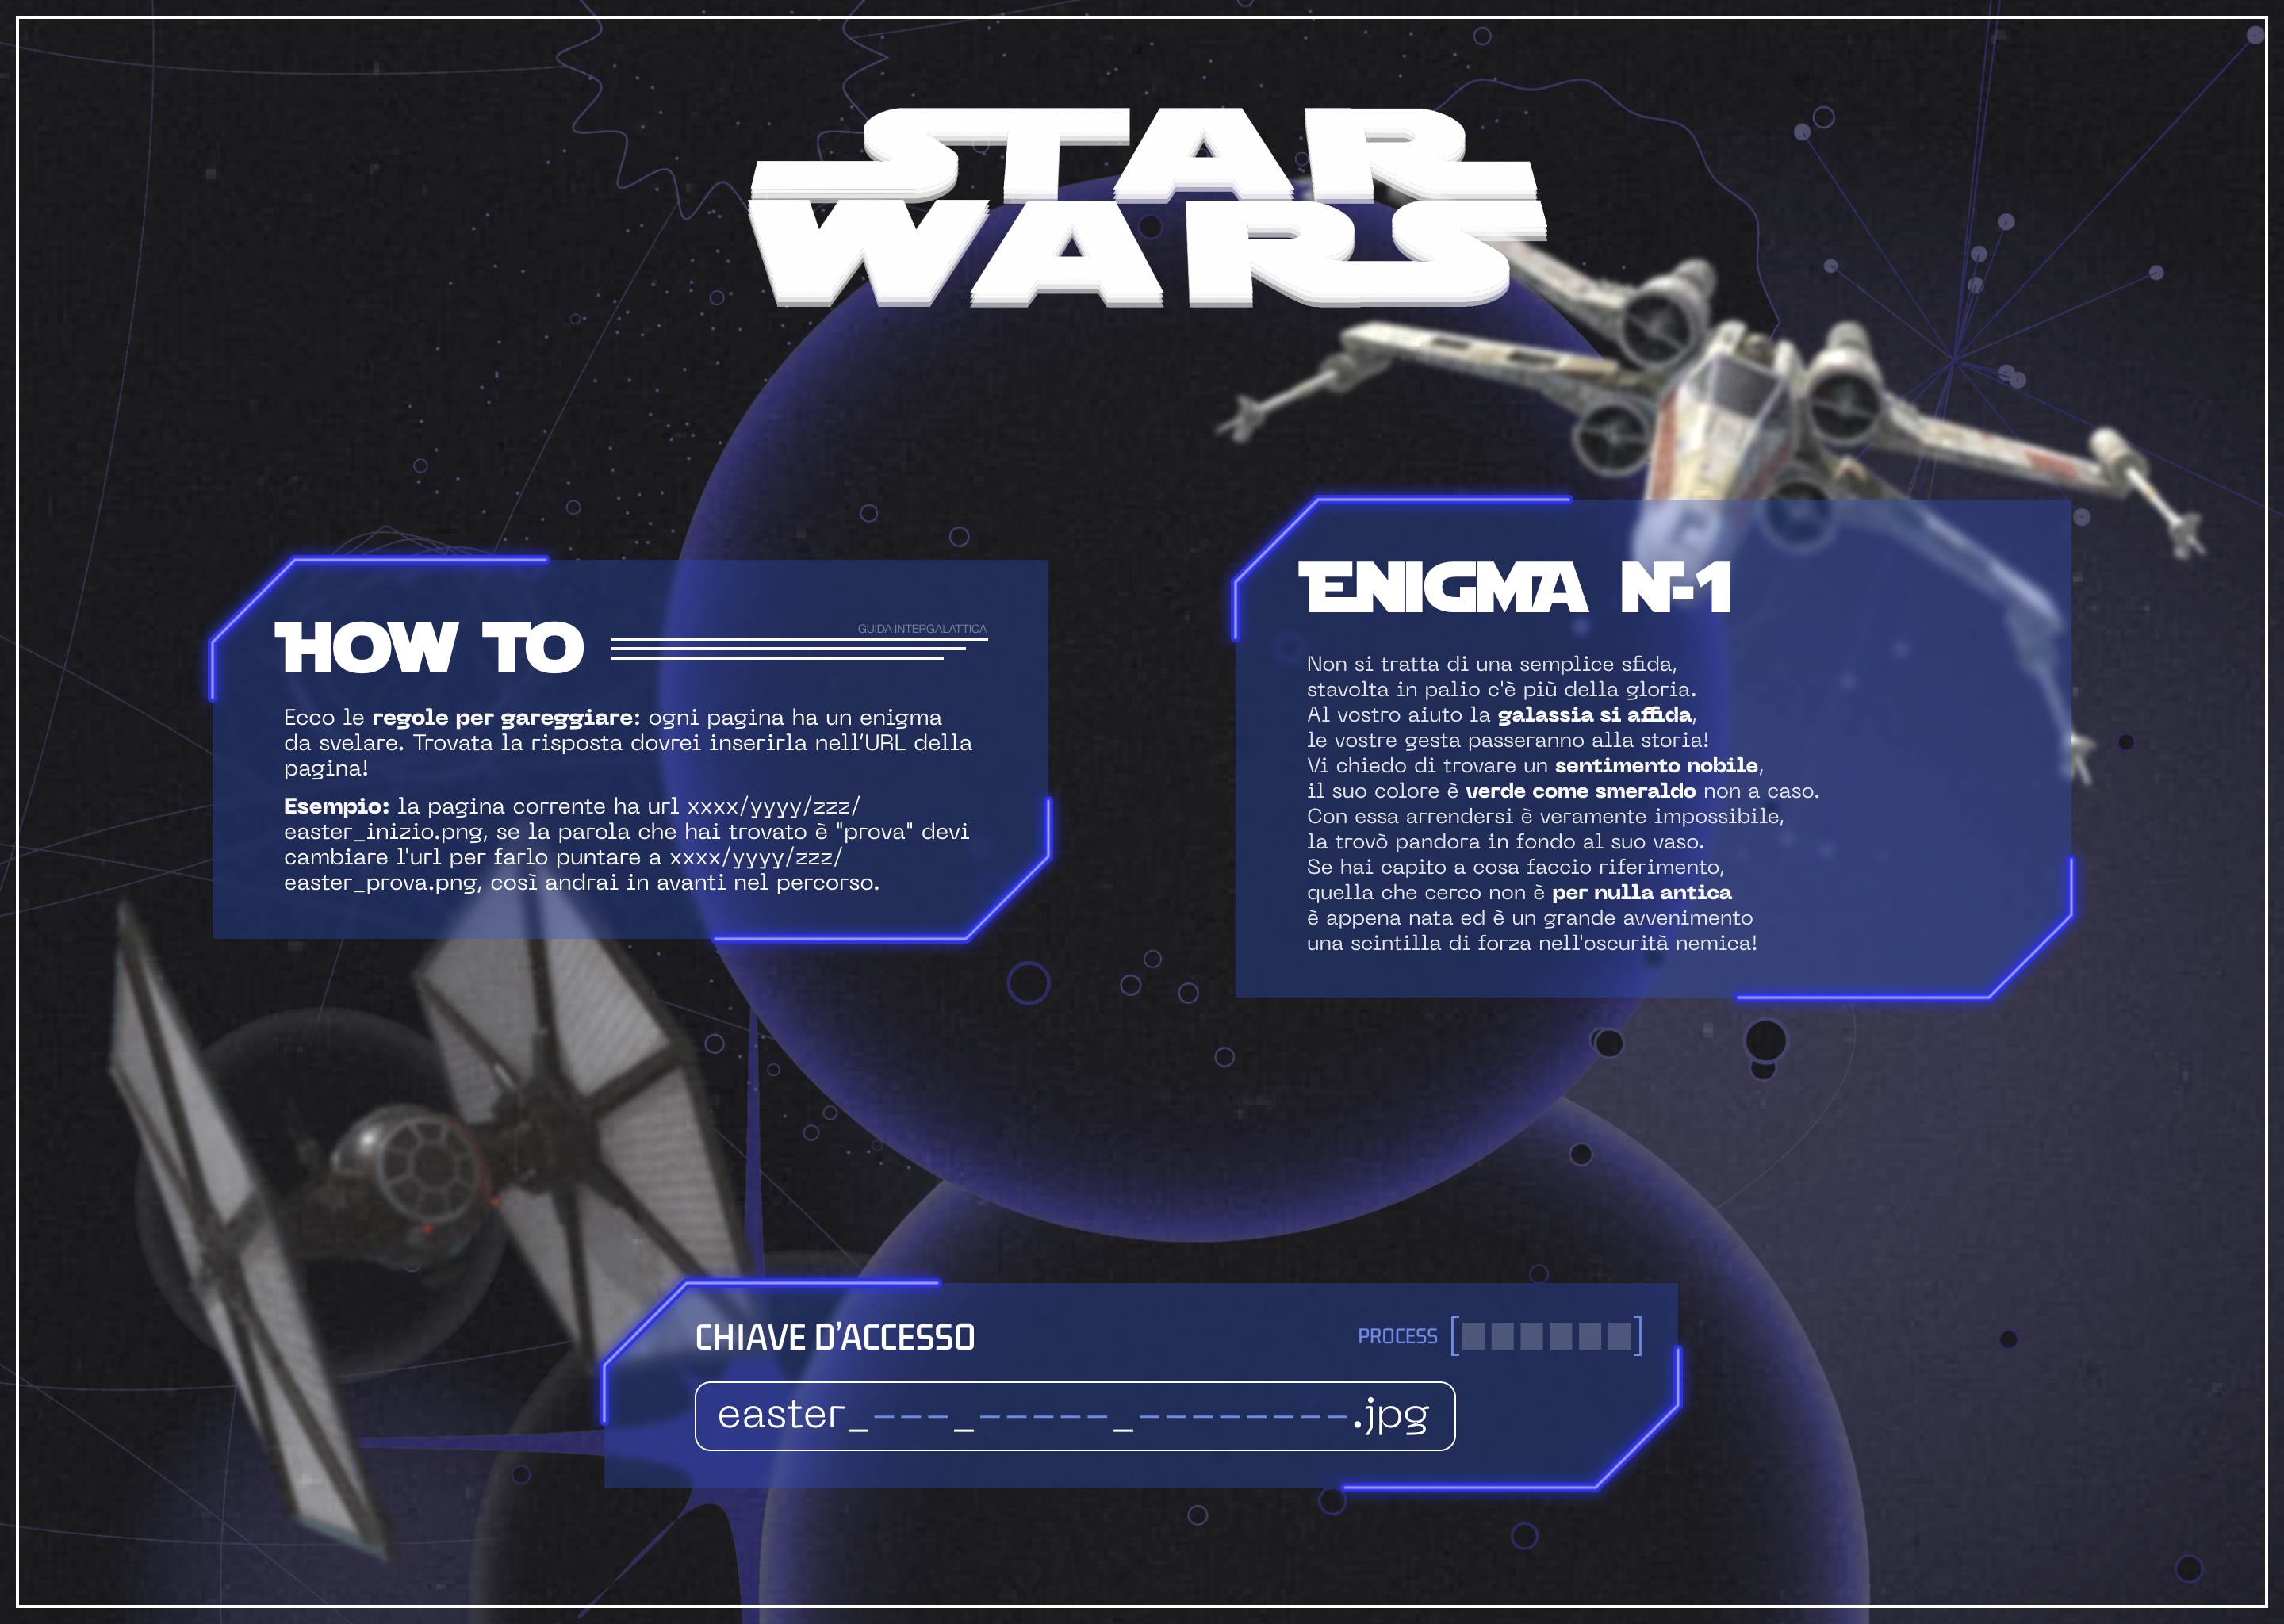 STAR
WARS
HOW TO
GUIDA INTERGALATTICA
Ecco le regole per gareggiare: ogni pagina ha un enigma
da svelare. Trovata la risposta dovrei inserirla nell'URL della
pagina!
Esempio: la pagina corrente ha url xxxx/yyyy/zzz/
easter_inizio.png, se la parola che hai trovato è "prova" devi
cambiare l'url per farlo puntare a xxxx/yyyy/zzz/
easter_prova.png, così andrai in avanti nel percorso.
ENIGMA N-1
Non si tratta di una semplice sfida,
stavolta in palio c'è più della gloria.
Al vostro aiuto la galassia si affida,
le vostre gesta passeranno alla storia!
Vi chiedo di trovare un sentimento nobile,
il suo colore è verde come smeraldo non a caso.
Con essa arrendersi è veramente impossibile,
la trovò pandora in fondo al suo vaso.
Se hai capito a cosa faccio riferimento,
quella che cerco non è per nulla antica
è appena nata ed è un grande avvenimento
una scintilla di forza nell'oscurità nemica!
CHIAVE D'ACCESSO
PROCESS
easter_---_-----_--------.jpg